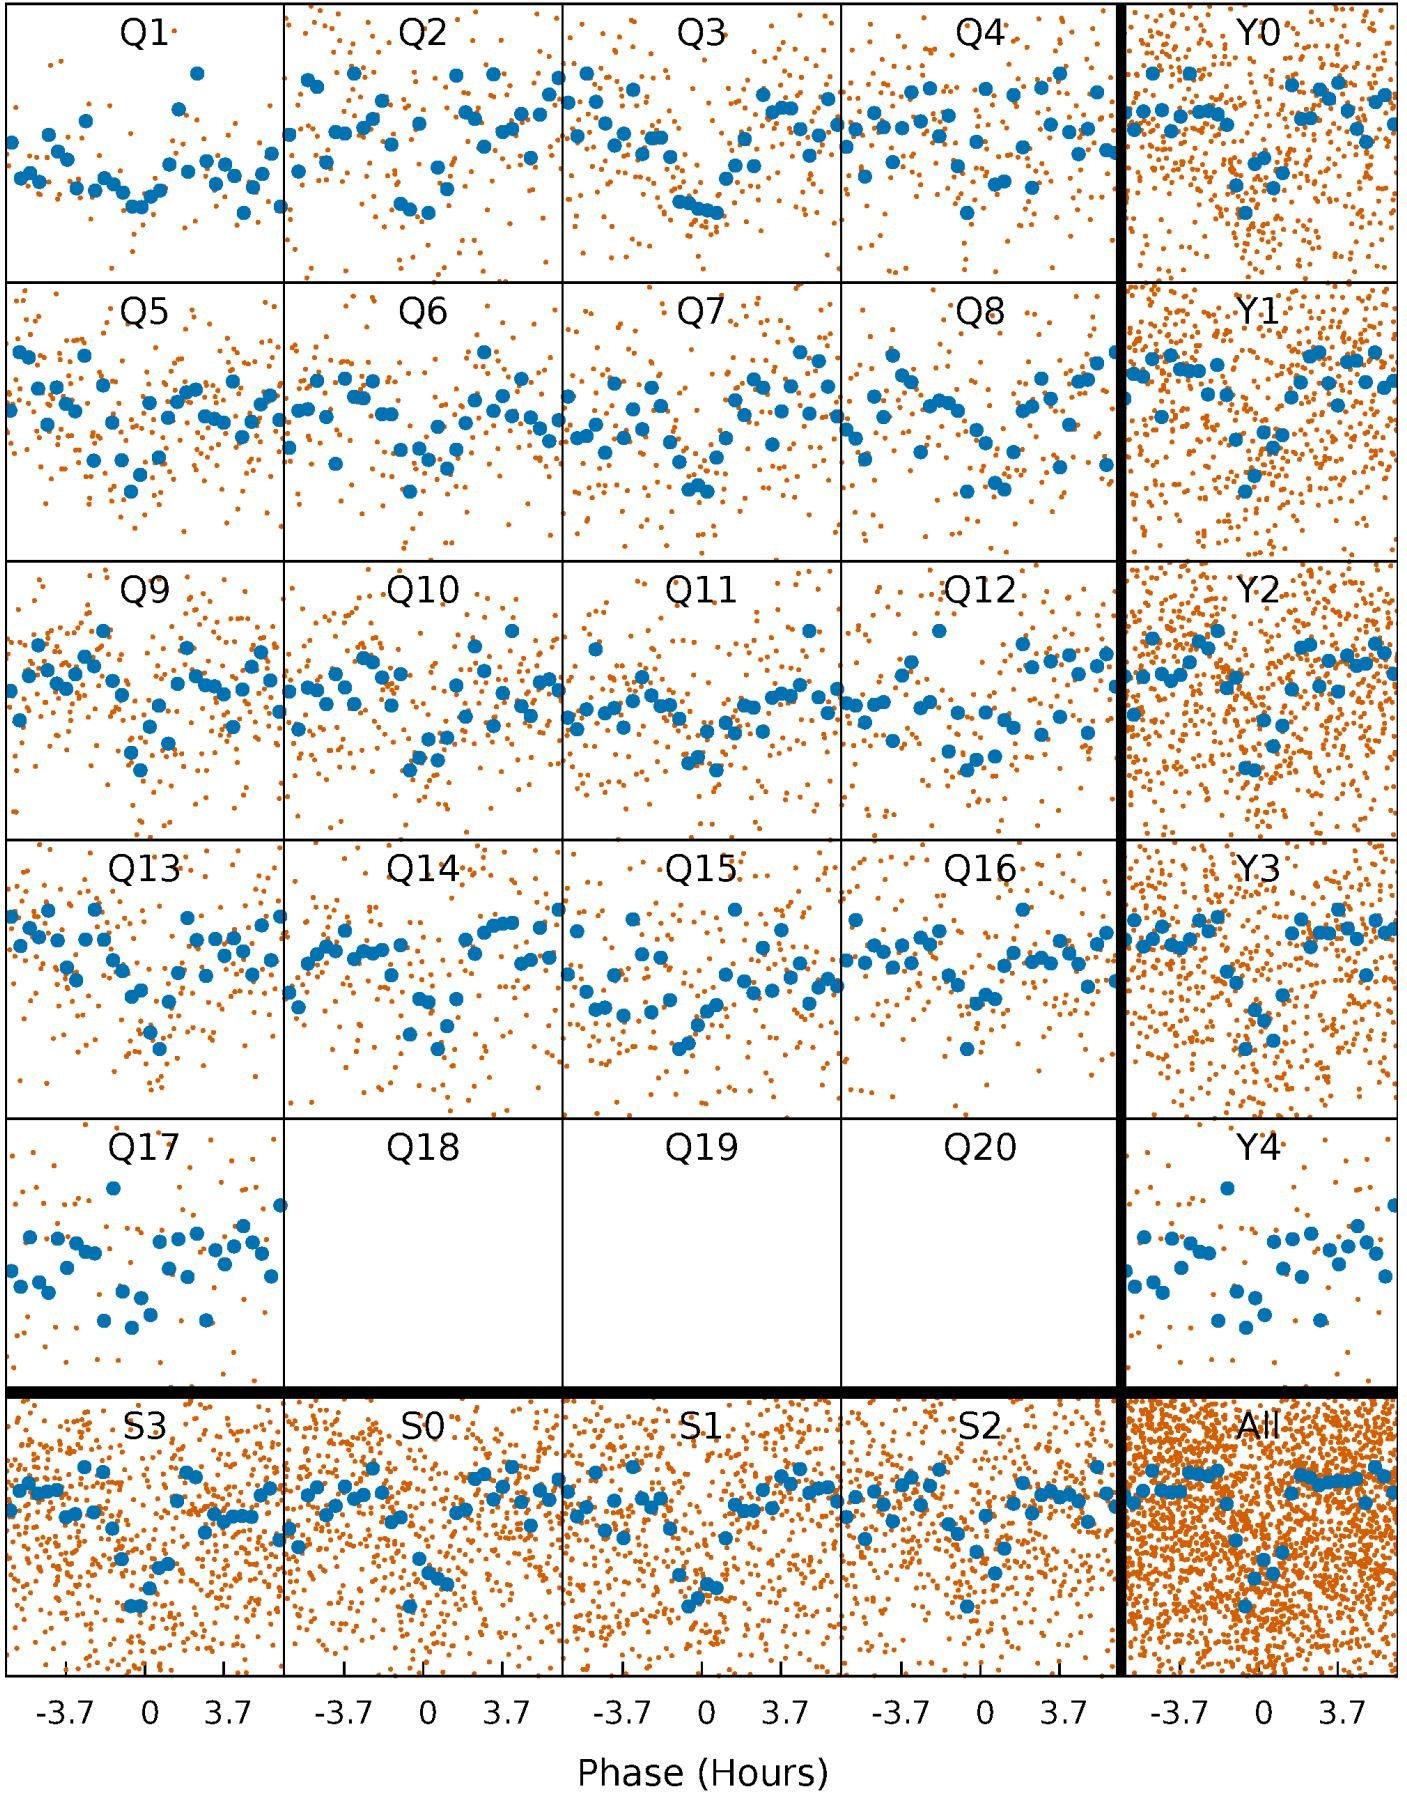 Q1 Q2 Q3 Q4 Y0
Q5 Q6 Q7 Q8 Y1
Q9 Q10 Q11 Q12 Y2
Q13 Q14 Q15 Q16 Y3
Q17 Q18 Q19 Q20 Y4
S3 S0 S1 S2 All
-3.7 0 3.7 -3.7 0 3.7 -3.7 0 3.7 -3.7 0 3.7 -3.7 0 3.7
Phase (Hours)